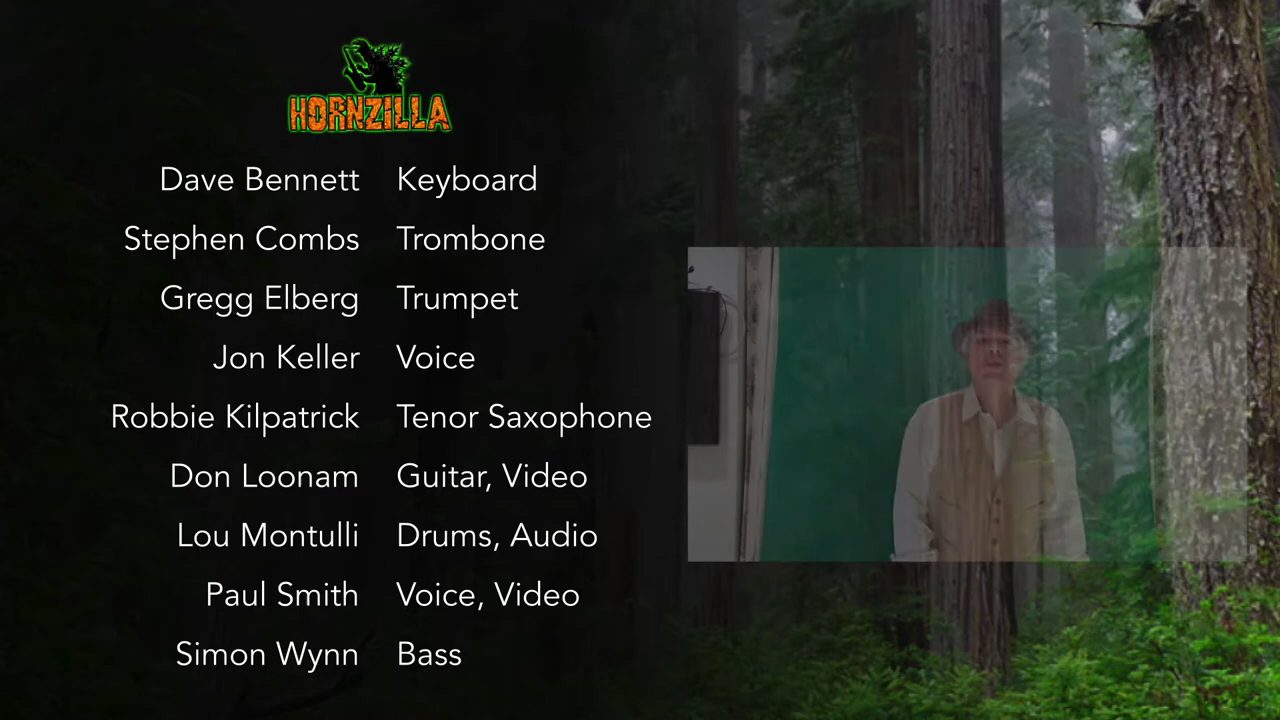 HORNZILLA
Dave Bennett Keyboard
Stephen Combs Trombone
Gregg Elberg Trumpet
Jon Keller Voice
Robbie Kilpatrick Tenor Saxophone
Don Loonam Guitar, Video
Lou Montulli Drums, Audio
Paul Smith Voice, Video
Simon Wynn Bass